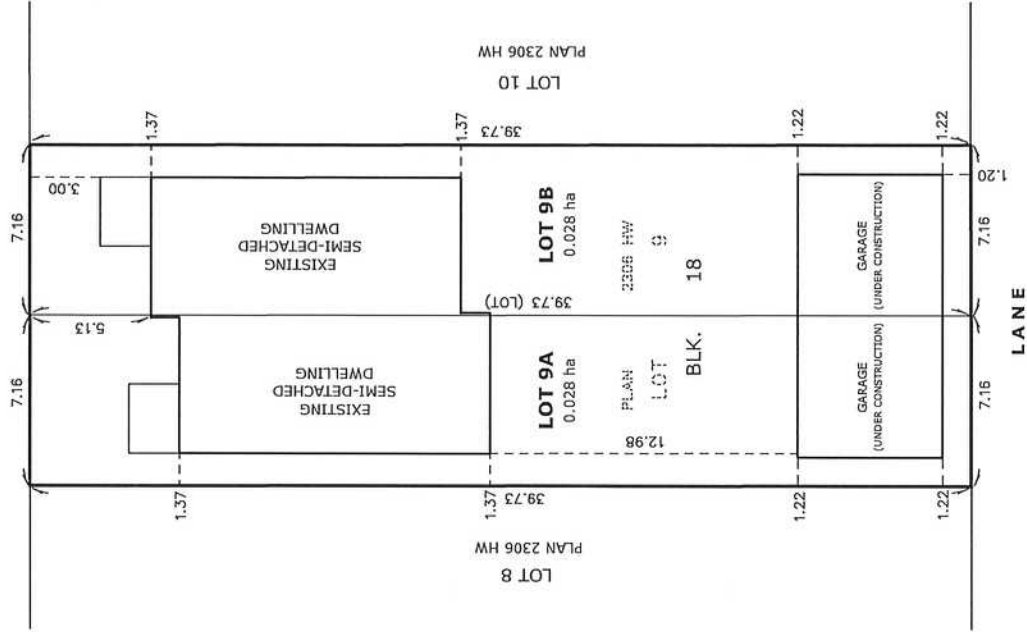 7.16
7.16
3.00
5.13
1.37
1.37
EXISTING
SEMI-DETACHED
DWELLING
EXISTING
SEMI-DETACHED
DWELLING
LOT 10
PLAN 2306 HW
LOT 8
PLAN 2306 HW
1.37
1.37
39.73
39.73 (LOT)
39.73
LOT 9A
0.028 ha
LOT 9B
0.028 ha
PLAN 2306 HW
LOT 9
BLK. 18
12.98
1.22
1.22
GARAGE
(UNDER CONSTRUCTION)
GARAGE
(UNDER CONSTRUCTION)
1.22
1.22
1.20
7.16
7.16
LANE